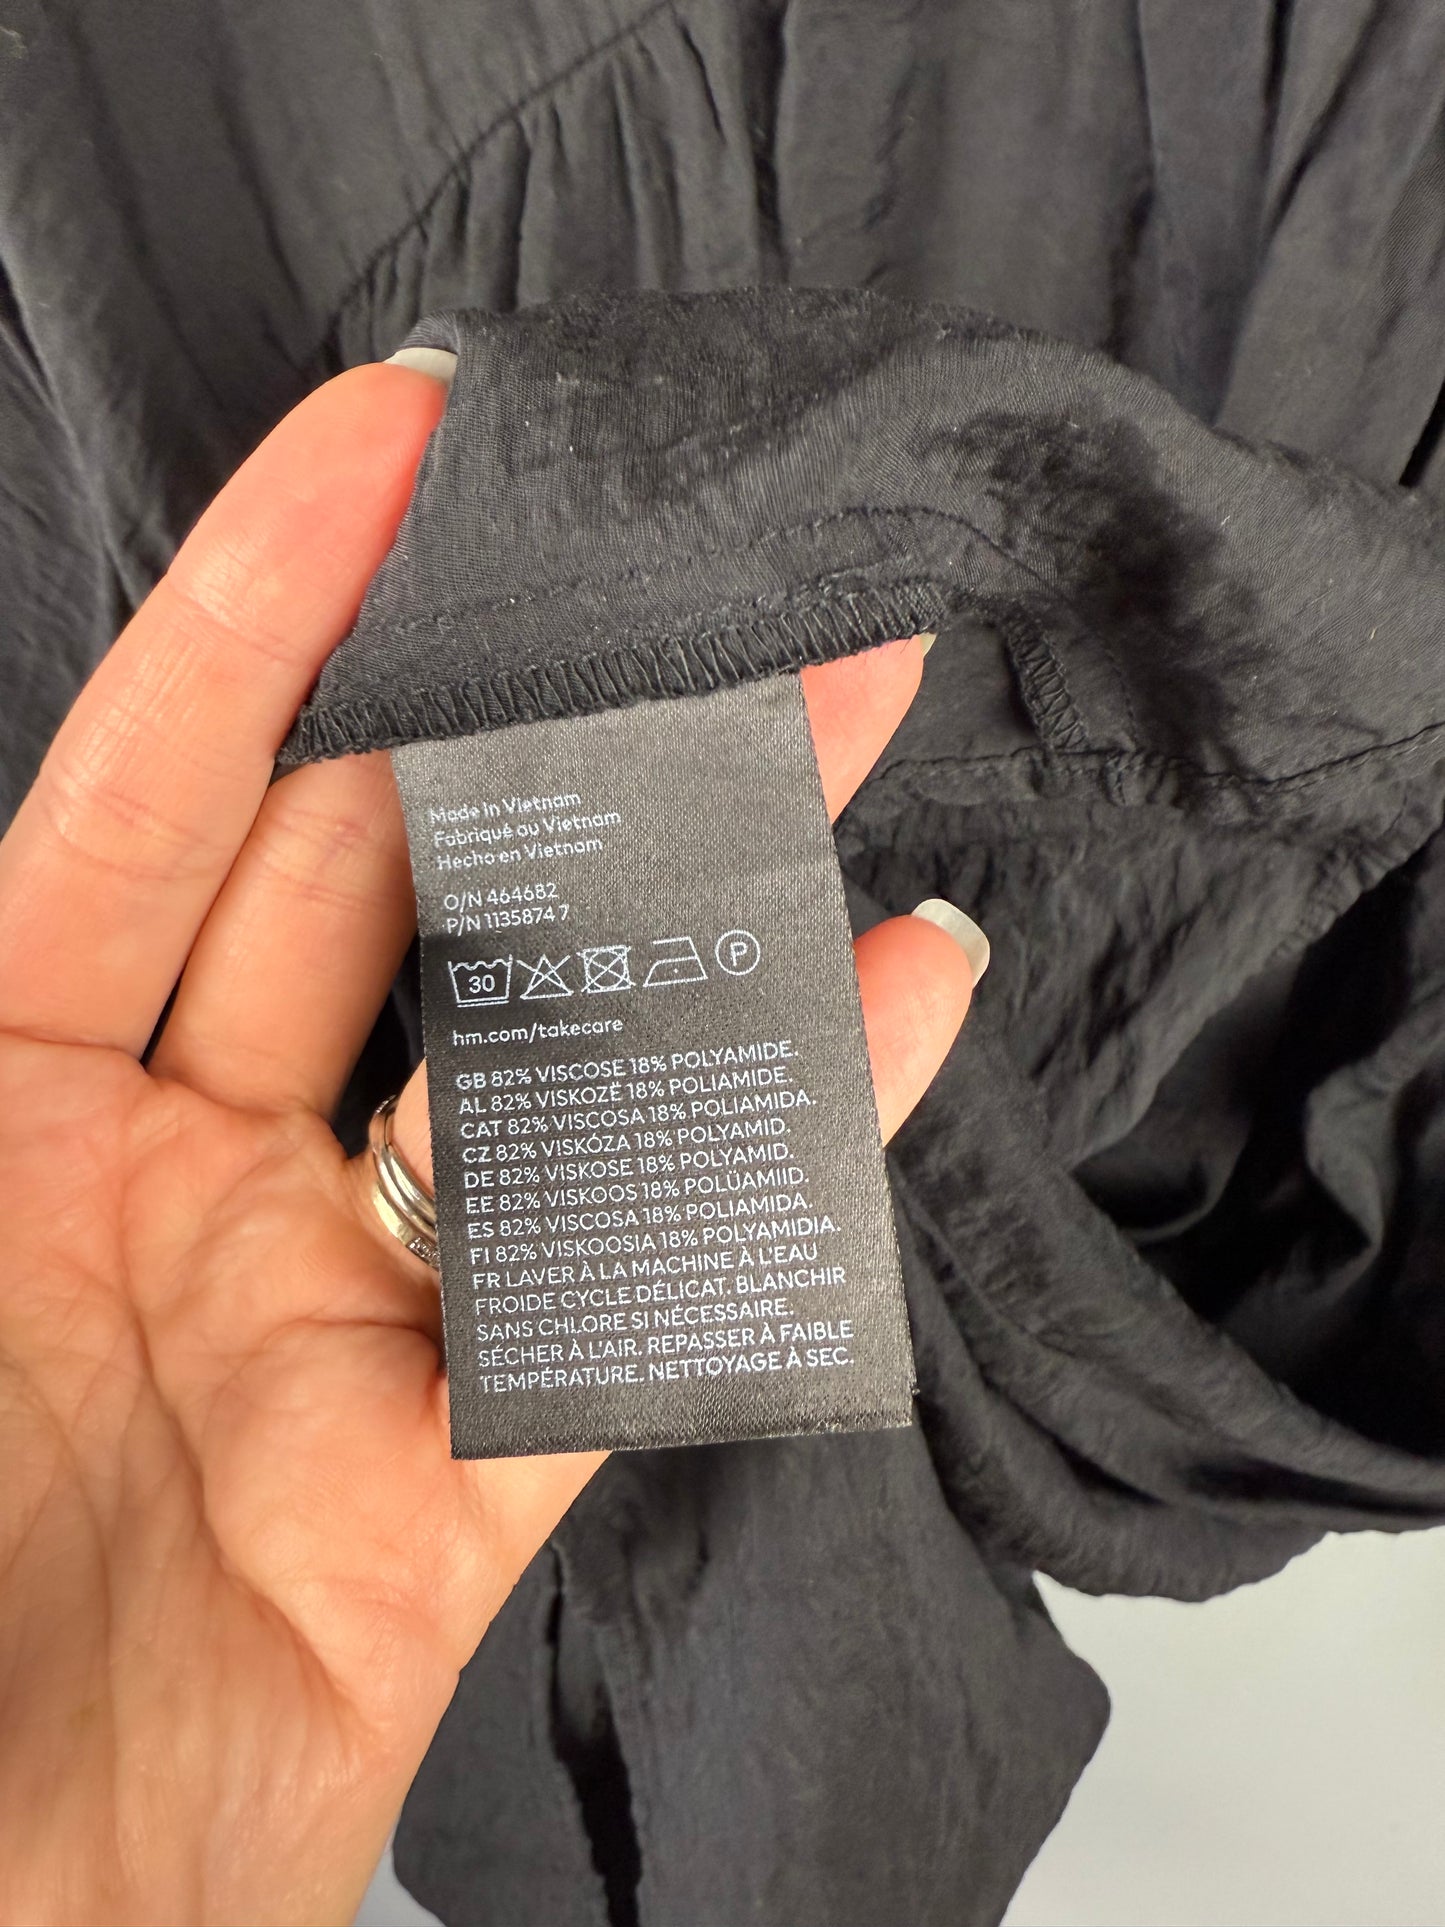 Made in Vietnam
Fabriqué au Vietnam
Hecho en Vietnam
O/N 464682
P/N 1135874 7
30 P
hm.com/takecare
GB 82% VISCOSE 18% POLYAMIDE.
AL 82% VISKOZË 18% POLIAMIDE.
CAT 82% VISCOSA 18% POLIAMIDA.
CZ 82% VISKÓZA 18% POLYAMID.
DE 82% VISKOSE 18% POLYAMID.
EE 82% VISKOOS 18% POLÜAMIID.
ES 82% VISCOSA 18% POLIAMIDA.
FI 82% VISKOOSIA 18% POLYAMIDIA.
FR LAVER À LA MACHINE À L'EAU
FROIDE CYCLE DÉLICAT. BLANCHIR
SANS CHLORE SI NÉCESSAIRE.
SÉCHER À L'AIR. REPASSER À FAIBLE
TEMPÉRATURE. NETTOYAGE À SEC.